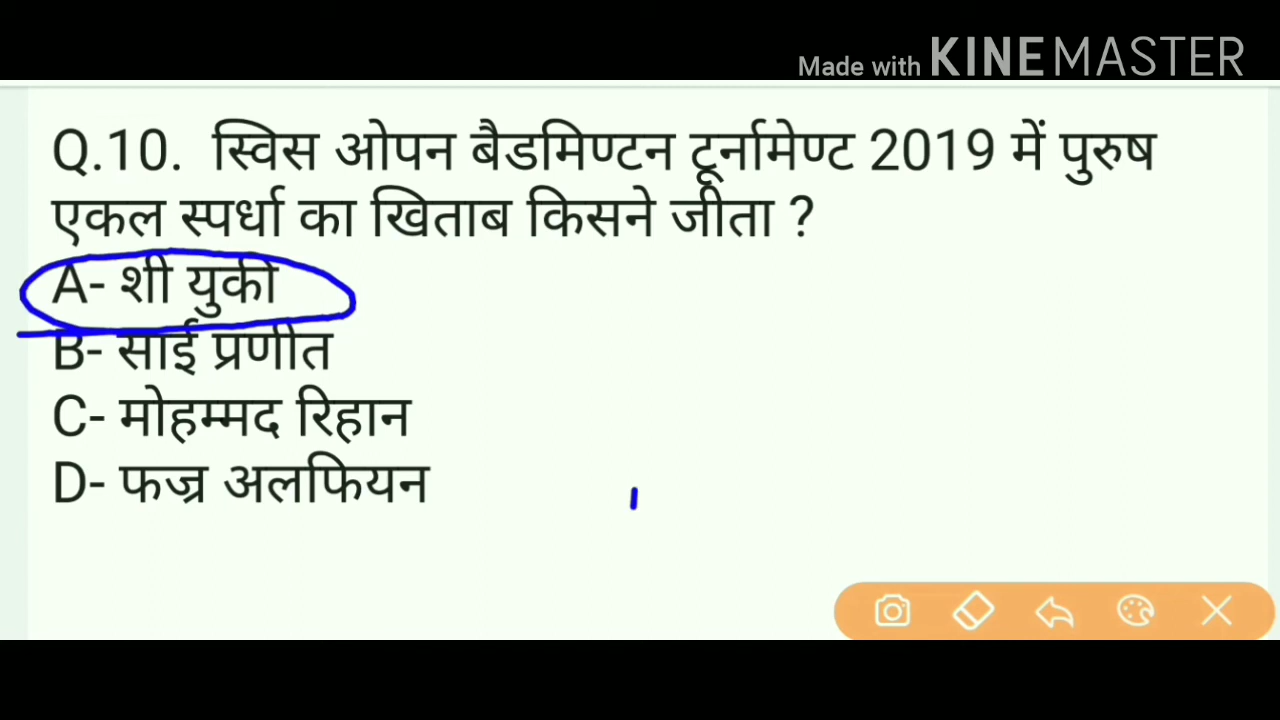 Made with KINEMASTER
Q.10. स्विस ओपन बैडमिण्टन टूर्नामेण्ट 2019 में पुरुष
एकल स्पर्धा का खिताब किसने जीता ?
A- शी युकी
B- साई प्रणीत
C- मोहम्मद रिहान
D- फज्र अलफियन